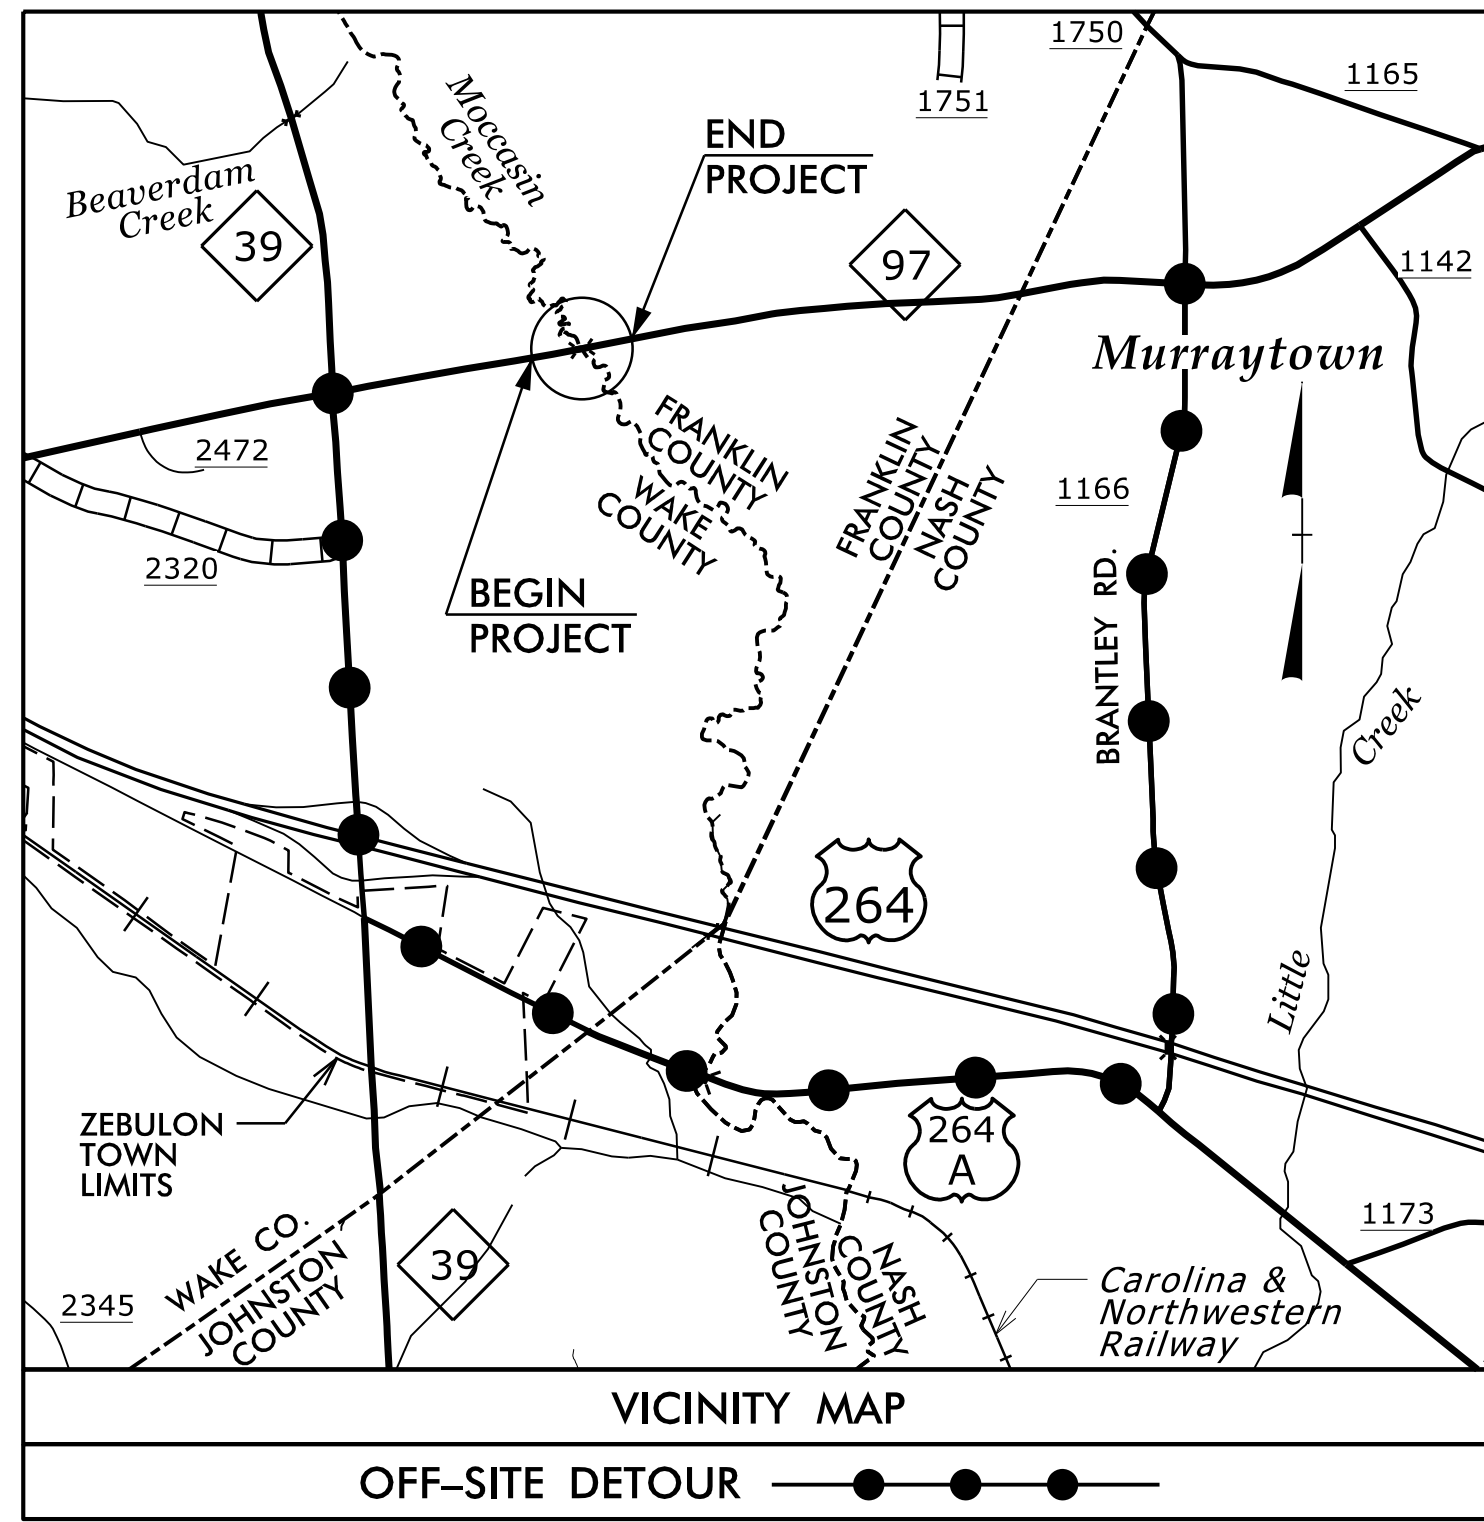 1750
1751
1165
Moccasin
Creek
END
PROJECT
Beaverdam
Creek
39
97
1142
Murraytown
2472
FRANKLIN
COUNTY
WAKE
COUNTY
FRANKLIN
COUNTY
NASH
COUNTY
1166
2320
BEGIN
PROJECT
BRANTLEY RD.
Little
Creek
264
ZEBULON
TOWN
LIMITS
264
A
WAKE CO.
JOHNSTON
COUNTY
39
JOHNSTON
COUNTY
NASH
COUNTY
1173
2345
Carolina &
Northwestern
Railway
VICINITY MAP
OFF–SITE DETOUR